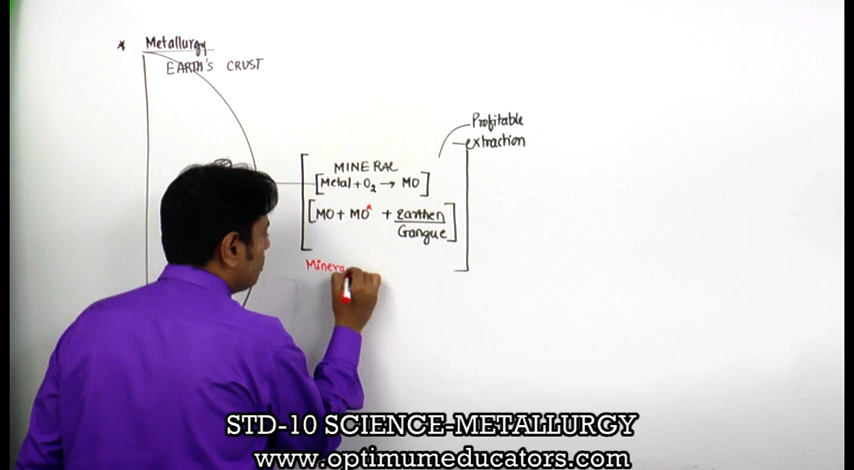 * Metallurgy
EARTH'S CRUST
Profitable
extraction
MINERAL
[Metal + O₂ → MO]
[MO + MO* + Earthen
Gangue]
Minera
STD-10 SCIENCE-METALLURGY
www.optimumeducators.com